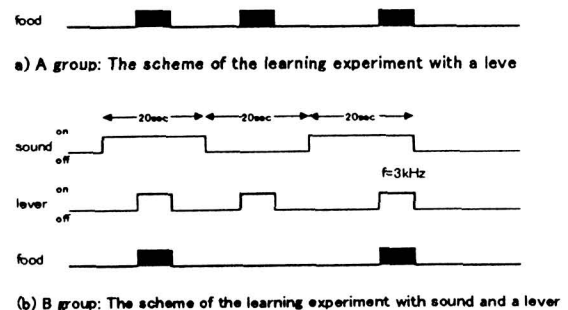 food
a) A group: The scheme of the learning experiment with a leve
20sec 20sec 20sec
on
sound
off
f=3kHz
on
lever
off
food
(b) B group: The scheme of the learning experiment with sound and a lever